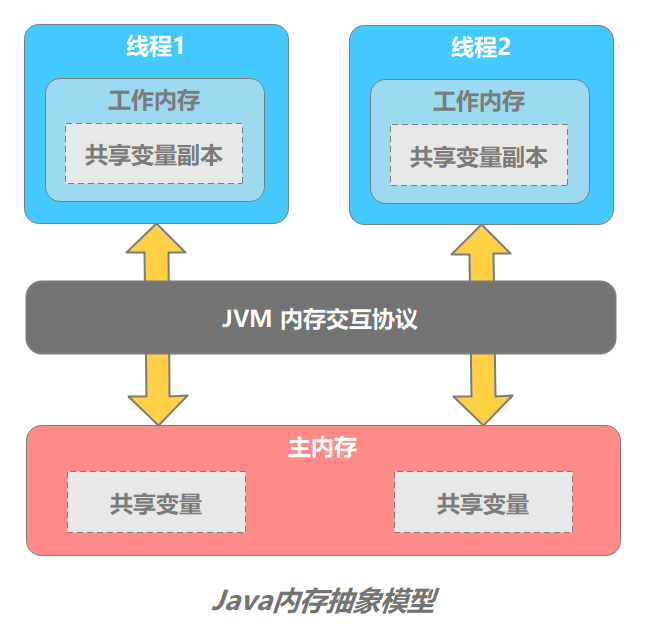 线程1
线程2
工作内存
工作内存
共享变量副本
共享变量副本
JVM 内存交互协议
主内存
共享变量
共享变量
Java内存抽象模型